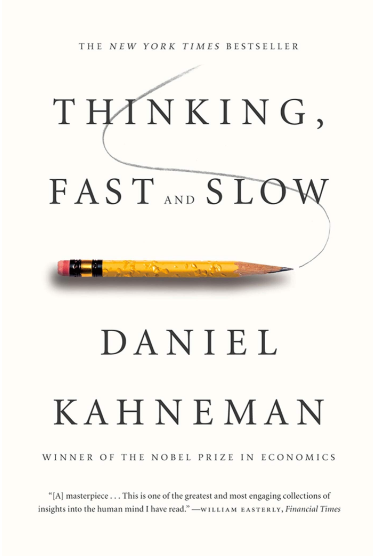 THE NEW YORK TIMES BESTSELLER
THINKING,
FAST AND SLOW
DANIEL
KAHNEMAN
WINNER OF THE NOBEL PRIZE IN ECONOMICS
“[A] masterpiece . . . This is one of the greatest and most engaging collections of
insights into the human mind I have read.” —WILLIAM EASTERLY, Financial Times